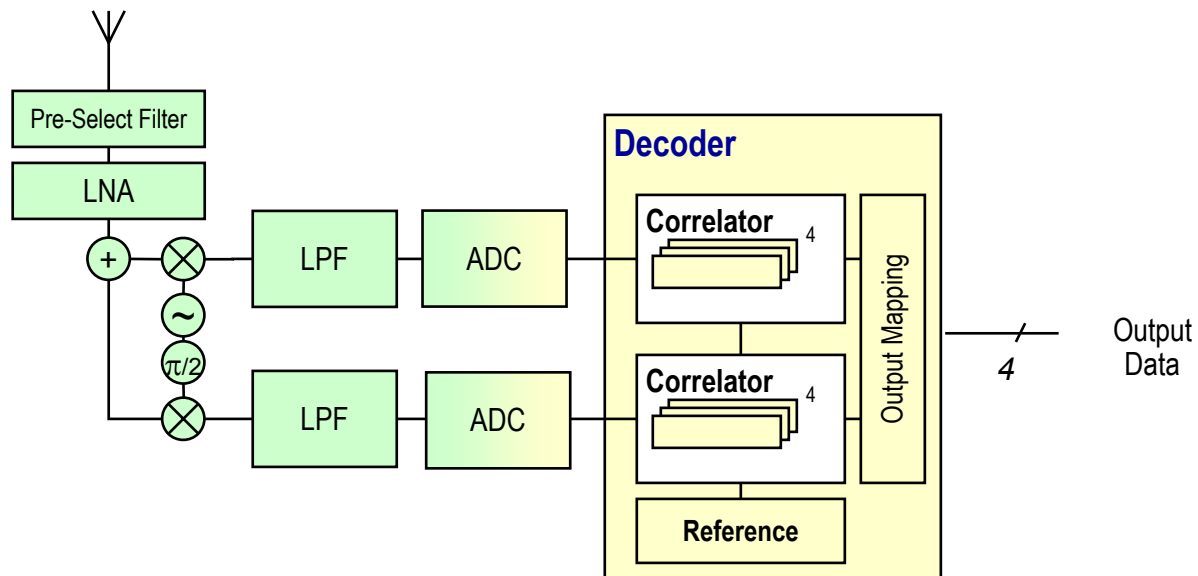 Pre-Select Filter
LNA
+
~
π/2
LPF
ADC
LPF
ADC
Decoder
Correlator
4
Correlator
4
Reference
Output Mapping
4
Output
Data